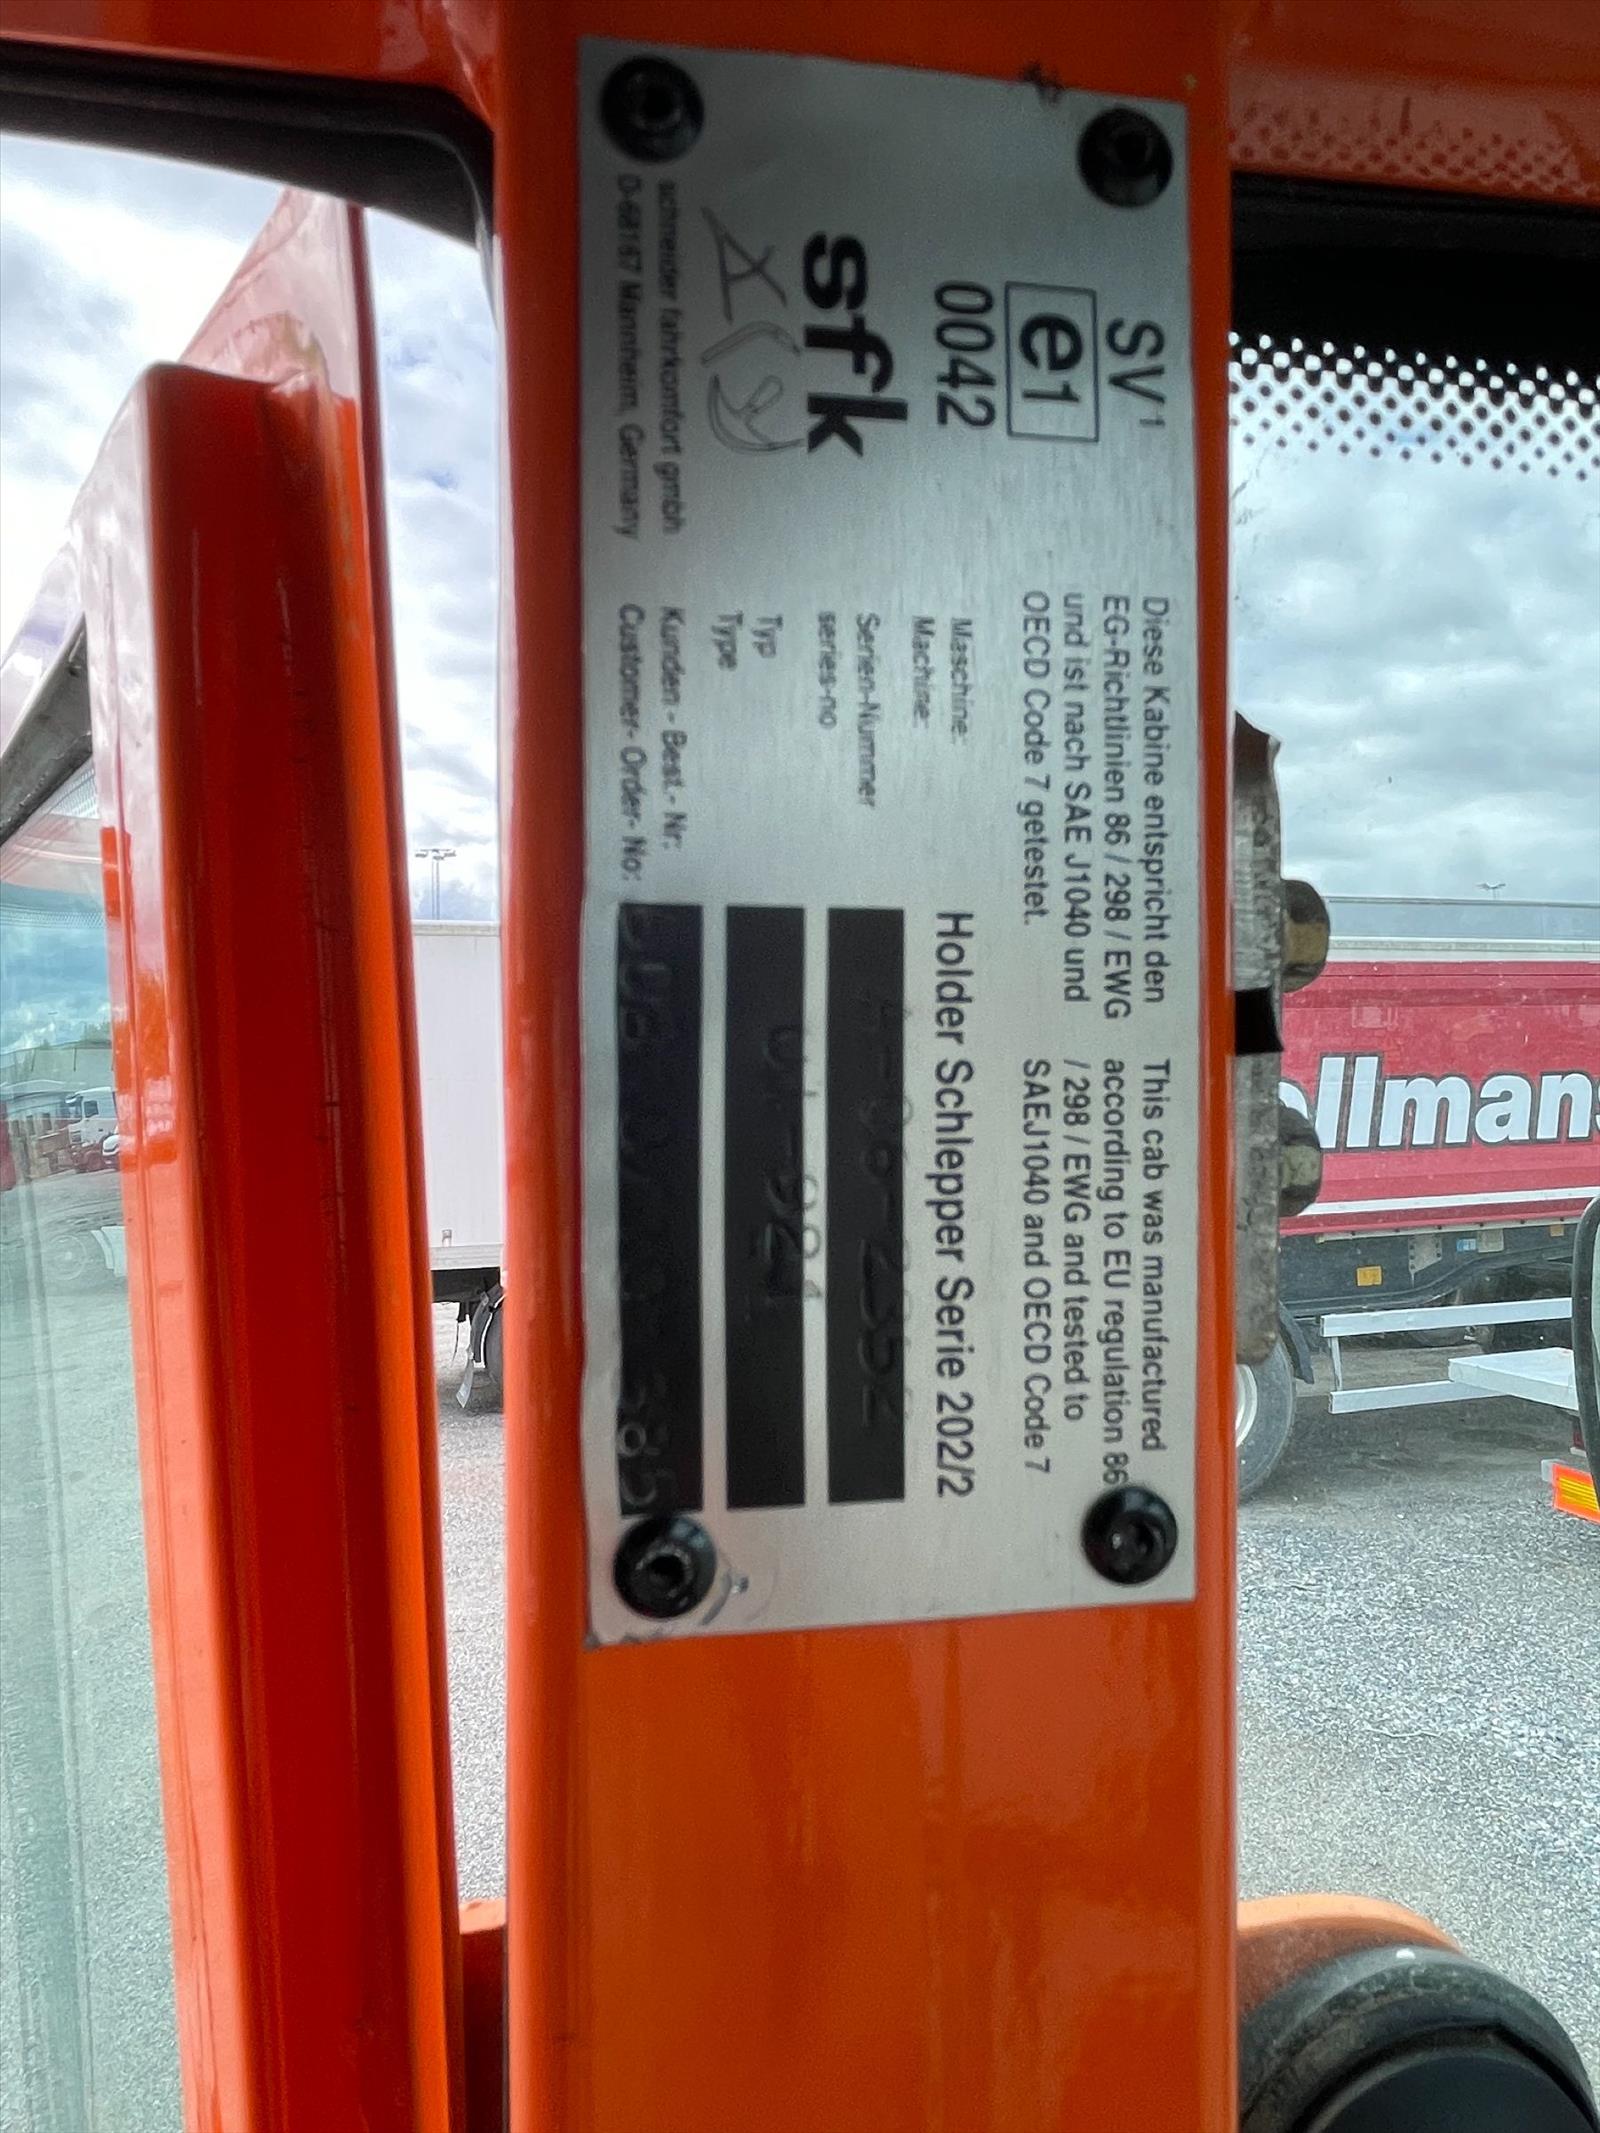 SV¹
e1
0042
sfk
schneider fahrkomfort gmbh
D-68167 Mannheim, Germany
Diese Kabine entspricht den
EG-Richtlinien 86 / 298 / EWG
und ist nach SAE J1040 und
OECD Code 7 getestet.
This cab was manufactured
according to EU regulation 86
/ 298 / EWG and tested to
SAEJ1040 and OECD Code 7
Maschine: Holder Schlepper Serie 202/2
Machine:
Serien-Nummer
series-no
Typ
Type
Kunden - Best.- Nr:
Customer- Order- No: